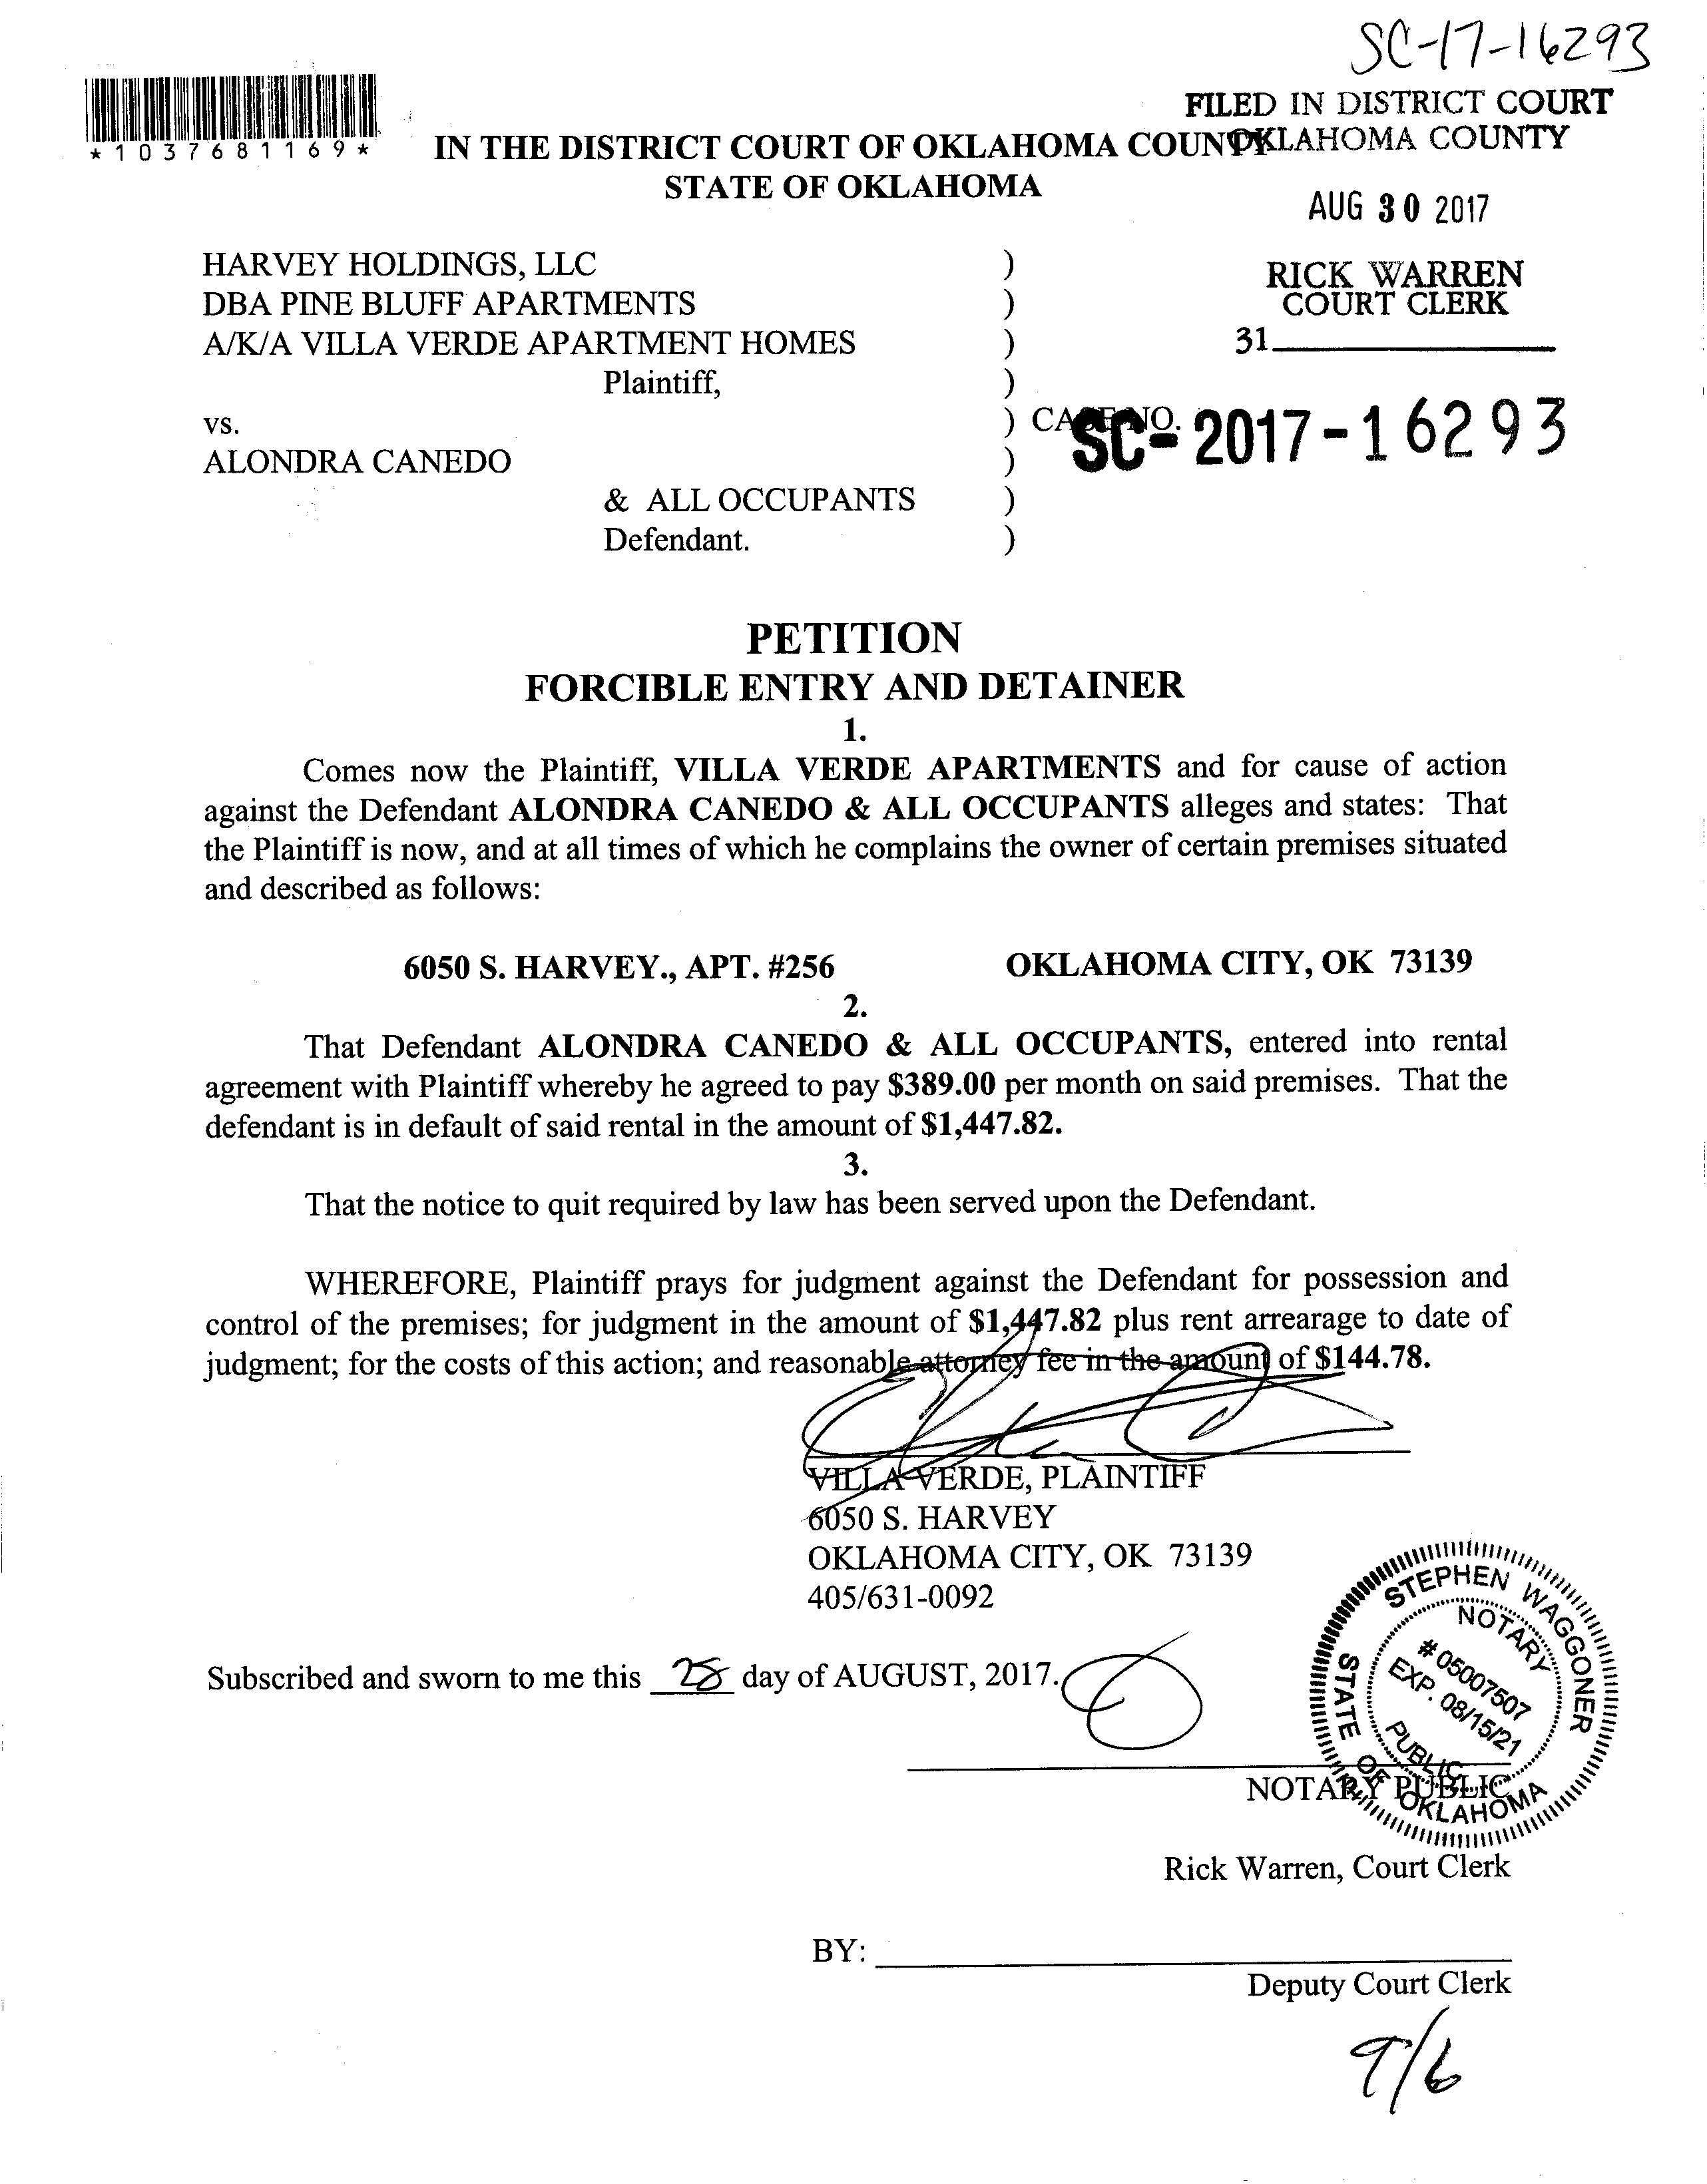 SC-17-16293
FILED IN DISTRICT COURT
OKLAHOMA COUNTY
*1037681169*
IN THE DISTRICT COURT OF OKLAHOMA COUNTY
STATE OF OKLAHOMA
AUG 30 2017
HARVEY HOLDINGS, LLC )
DBA PINE BLUFF APARTMENTS )
A/K/A VILLA VERDE APARTMENT HOMES )
RICK WARREN
COURT CLERK
31
Plaintiff, )
vs. ) CASE NO. SC-2017-16293
ALONDRA CANEDO )
& ALL OCCUPANTS )
Defendant. )
PETITION
FORCIBLE ENTRY AND DETAINER
1.
Comes now the Plaintiff, VILLA VERDE APARTMENTS and for cause of action
against the Defendant ALONDRA CANEDO & ALL OCCUPANTS alleges and states: That
the Plaintiff is now, and at all times of which he complains the owner of certain premises situated
and described as follows:
6050 S. HARVEY., APT. #256 OKLAHOMA CITY, OK 73139
2.
That Defendant ALONDRA CANEDO & ALL OCCUPANTS, entered into rental
agreement with Plaintiff whereby he agreed to pay $389.00 per month on said premises. That the
defendant is in default of said rental in the amount of $1,447.82.
3.
That the notice to quit required by law has been served upon the Defendant.
WHEREFORE, Plaintiff prays for judgment against the Defendant for possession and
control of the premises; for judgment in the amount of $1,447.82 plus rent arrearage to date of
judgment; for the costs of this action; and reasonable attorney fee in the amount of $144.78.
VILLA VERDE, PLAINTIFF
6050 S. HARVEY
OKLAHOMA CITY, OK 73139
405/631-0092
Subscribed and sworn to me this 28 day of AUGUST, 2017.
STEPHEN WAGGONER
NOTARY
# 05007507
EXP. 08/15/21
PUBLIC
STATE OF OKLAHOMA
NOTARY PUBLIC
Rick Warren, Court Clerk
BY:
Deputy Court Clerk
9/6